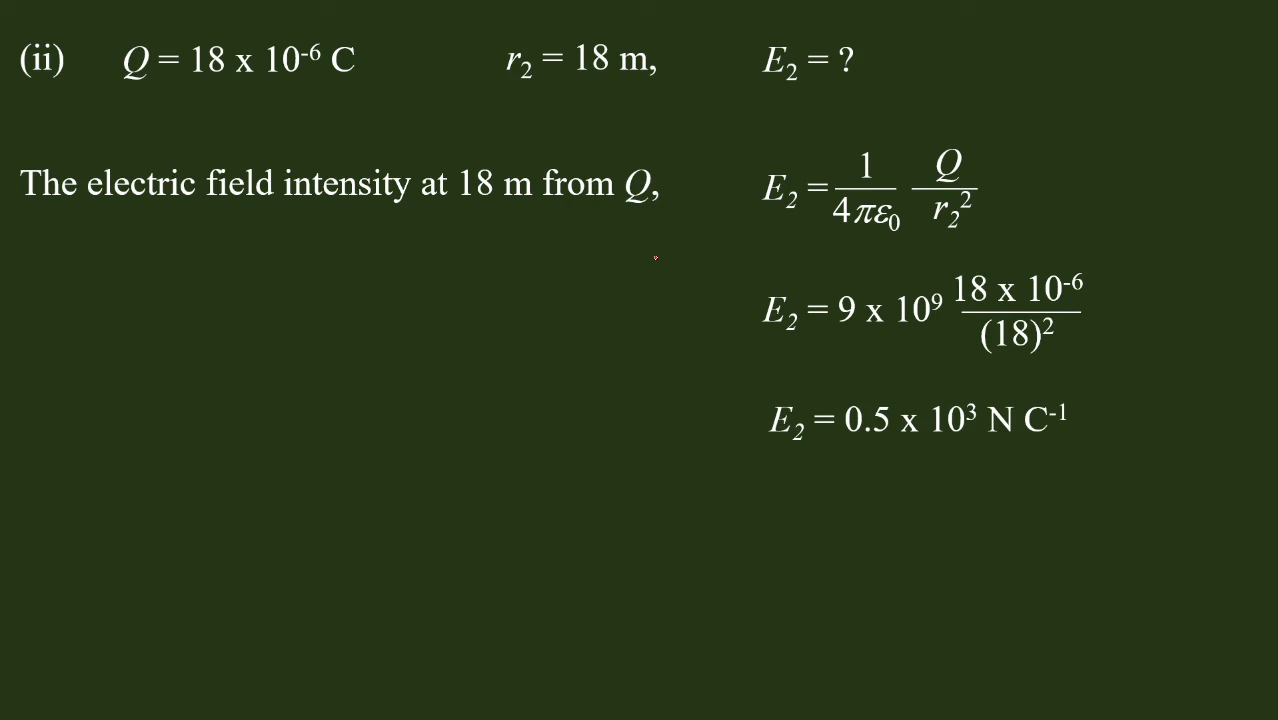 (ii) Q = 18 x 10⁻⁶ C r₂ = 18 m, E₂ = ?
The electric field intensity at 18 m from Q, E₂ = 1/4πε₀ Q/r₂²
E₂ = 9 x 10⁹ 18 x 10⁻⁶/(18)²
E₂ = 0.5 x 10³ N C⁻¹